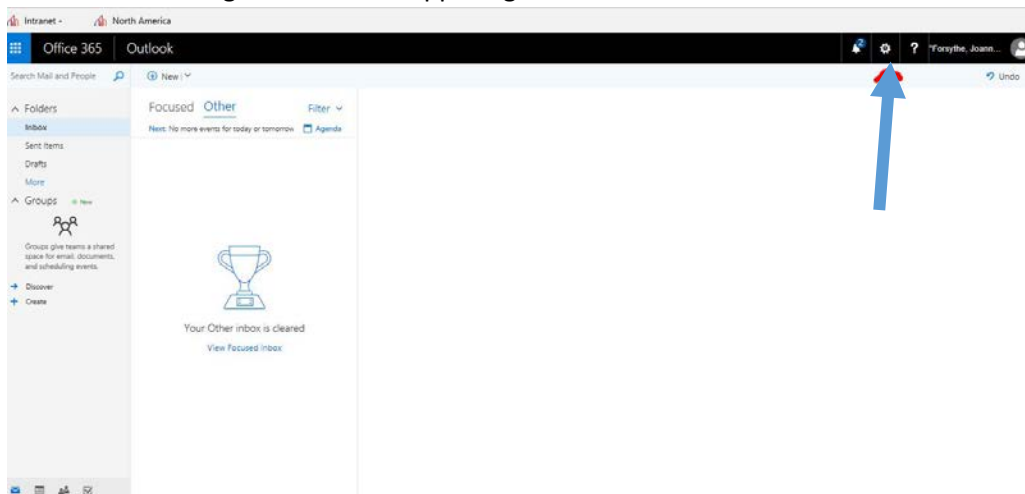 Intranet - North America
Office 365 Outlook 2 ? "Forsythe, Joann...
Search Mail and People New Undo
Folders
Inbox
Sent Items
Drafts
More
Groups New
Groups give teams a shared
space for email, documents,
and scheduling events.
Discover
Create
Focused Other Filter
Next: No more events for today or tomorrow. Agenda
Your Other inbox is cleared
View Focused Inbox